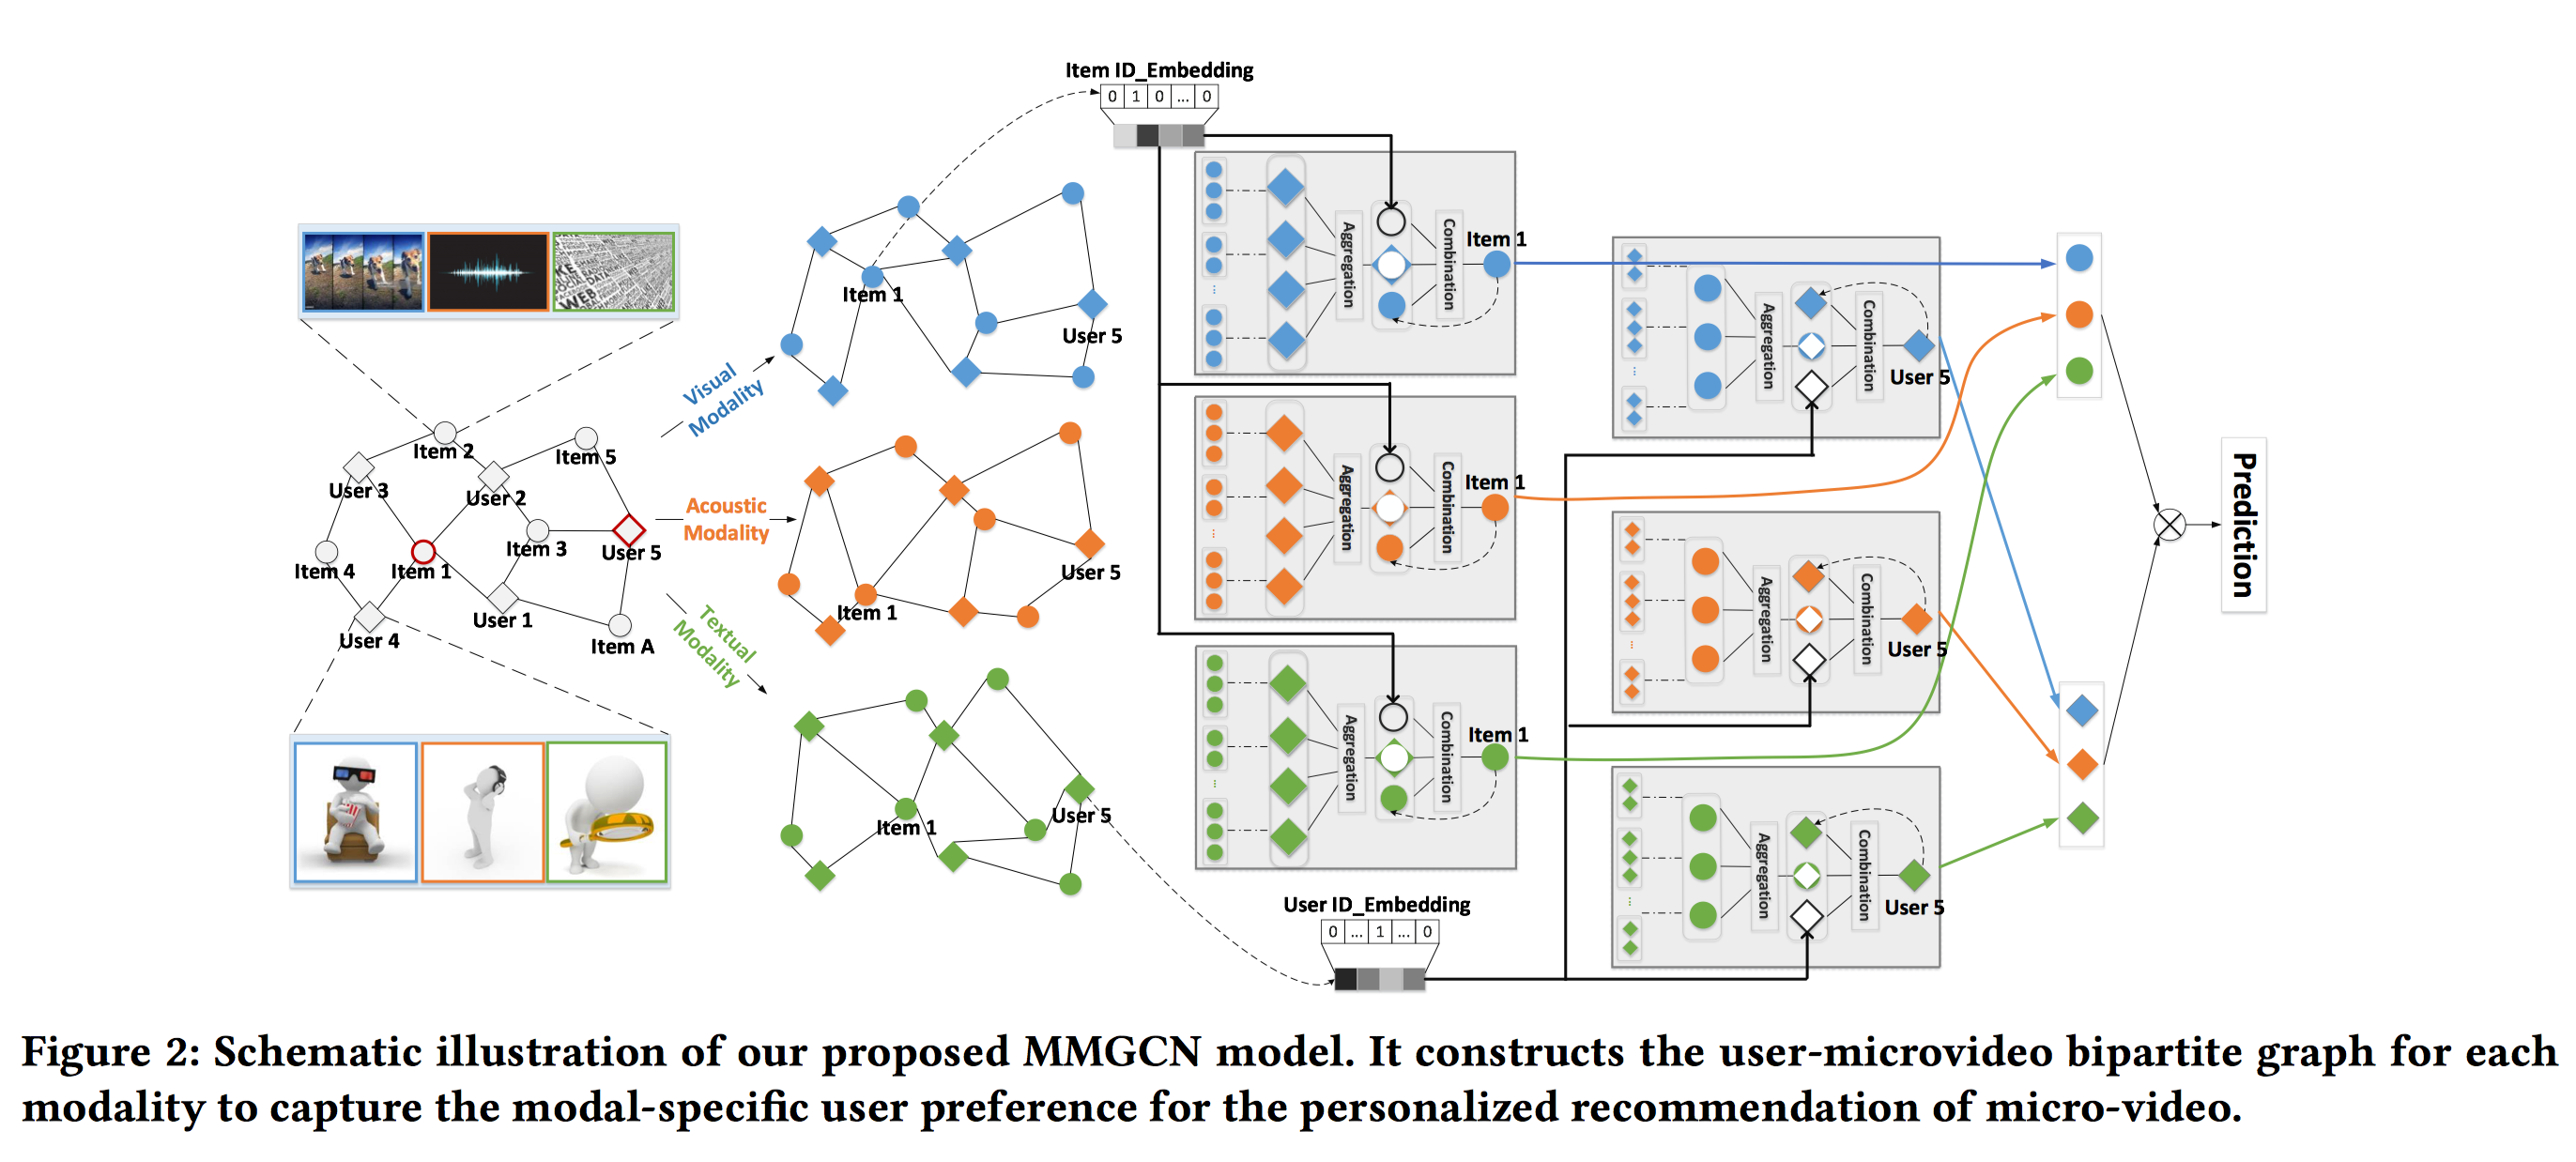 Item ID_Embedding
0 1 0 ... 0
Item 1
User 5
Visual
Modality
Item 2
Item 5
User 3
User 2
Item 3
User 5
Item 4
Item 1
User 1
User 4
Item A
Acoustic
Modality
Item 1
User 5
Textual
Modality
Item 1
User 5
Aggregation
Combination
Item 1
Aggregation
Combination
Item 1
Aggregation
Combination
Item 1
User ID_Embedding
0 ... 1 ... 0
Aggregation
Combination
User 5
Aggregation
Combination
User 5
Aggregation
Combination
User 5
Prediction
Figure 2: Schematic illustration of our proposed MMGCN model. It constructs the user-microvideo bipartite graph for each
modality to capture the modal-specific user preference for the personalized recommendation of micro-video.